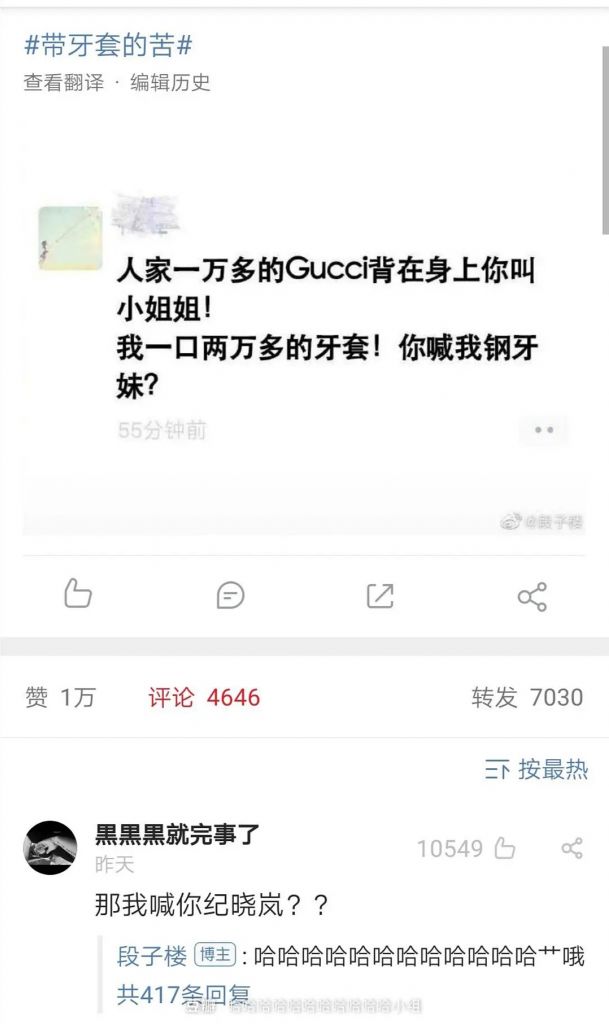 #带牙套的苦#
查看翻译 · 编辑历史
人家一万多的Gucci背在身上你叫
小姐姐！
我一口两万多的牙套！你喊我钢牙
妹？
55分钟前
@段子楼
赞 1万 评论 4646 转发 7030
按最热
黑黑黑就完事了
昨天
10549
那我喊你纪晓岚？？
段子楼 博主 : 哈哈哈哈哈哈哈哈哈哈哈哈艹哦
共417条回复